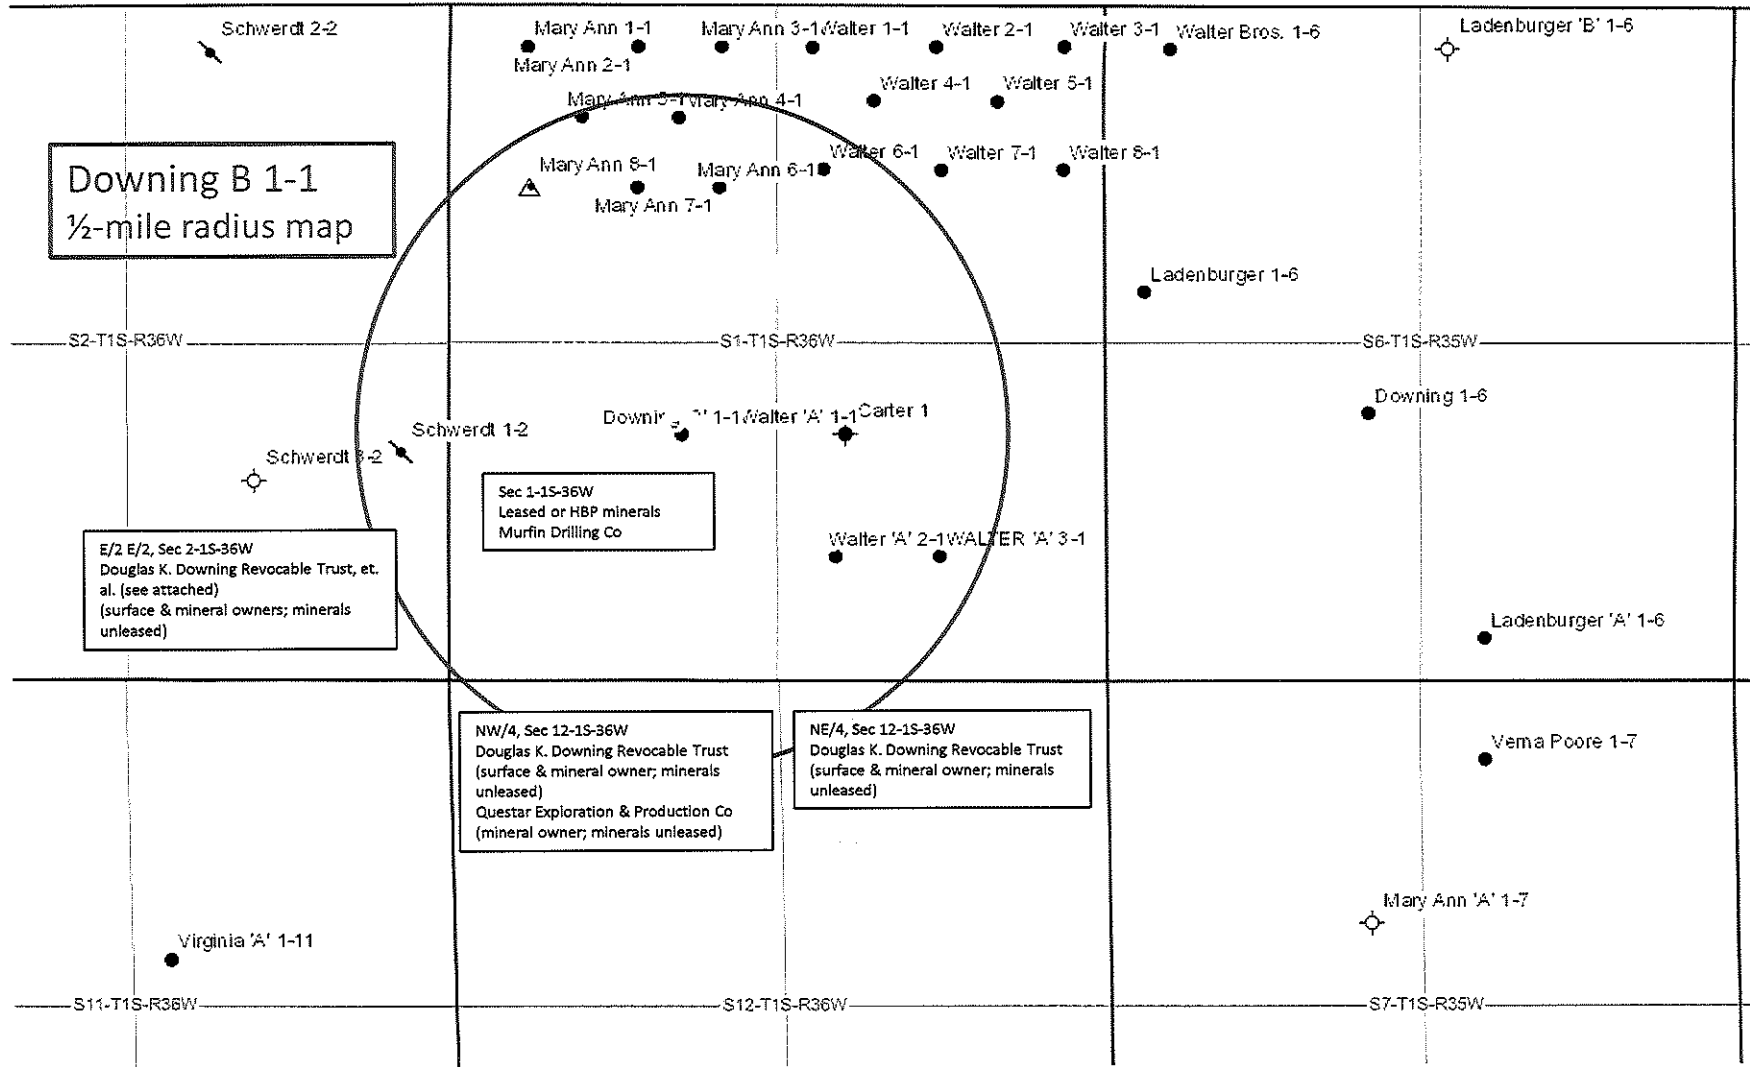 Schwerdt 2-2
Mary Ann 1-1
Mary Ann 3-1
Walter 1-1
Walter 2-1
Walter 3-1
Walter Bros. 1-6
Ladenburger 'B' 1-6
Mary Ann 2-1
Walter 4-1
Walter 5-1
Mary Ann 5-1
Mary Ann 4-1
Downing B 1-1
½-mile radius map
Mary Ann 8-1
Mary Ann 6-1
Walter 6-1
Walter 7-1
Walter 8-1
Mary Ann 7-1
Ladenburger 1-6
S2-T1S-R36W
S1-T1S-R36W
S6-T1S-R35W
Downing 1-6
1-1
Walter 'A' 1-1
Carter 1
Schwerdt 1-2
Schwerdt 3-2
Sec 1-1S-36W
Leased or HBP minerals
Murfin Drilling Co
E/2 E/2, Sec 2-1S-36W
Douglas K. Downing Revocable Trust, et.
al. (see attached)
(surface & mineral owners; minerals
unleased)
Walter 'A' 2-1
WALTER 'A' 3-1
Ladenburger 'A' 1-6
NW/4, Sec 12-1S-36W
Douglas K. Downing Revocable Trust
(surface & mineral owner; minerals
unleased)
Questar Exploration & Production Co
(mineral owner; minerals unleased)
NE/4, Sec 12-1S-36W
Douglas K. Downing Revocable Trust
(surface & mineral owner; minerals
unleased)
Verna Poore 1-7
Mary Ann 'A' 1-7
Virginia 'A' 1-11
S11-T1S-R36W
S12-T1S-R36W
S7-T1S-R35W